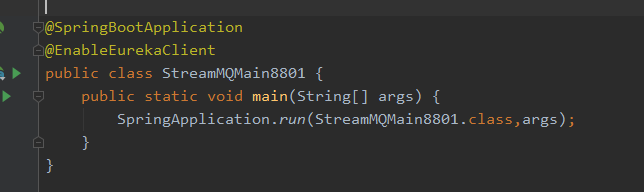 @SpringBootApplication
@EnableEurekaClient
public class StreamMQMain8801 {
public static void main(String[] args) {
SpringApplication.run(StreamMQMain8801.class,args);
}
}